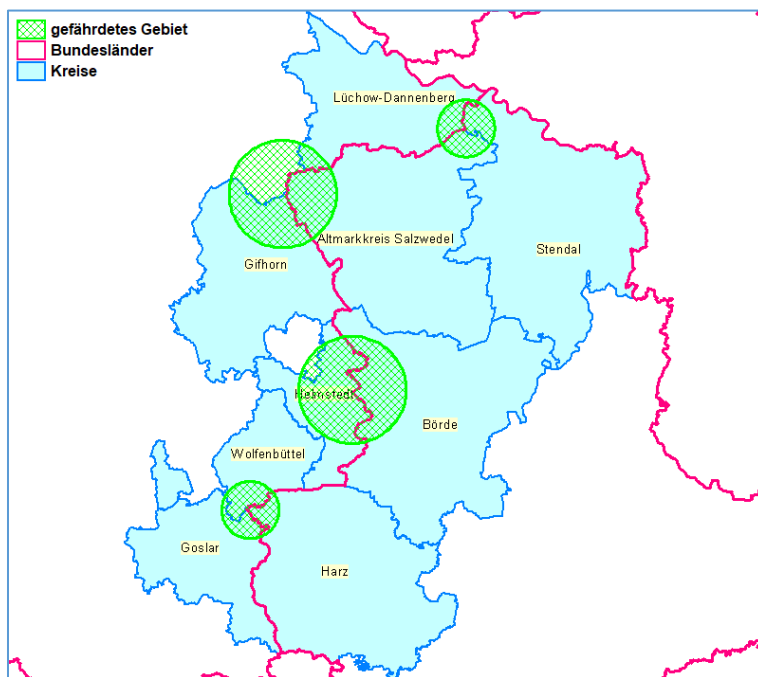 gefährdetes Gebiet
Bundesländer
Kreise
Lüchow-Dannenberg
Altmarkkreis Salzwedel
Stendal
Gifhorn
Helmstedt
Börde
Wolfenbüttel
Goslar
Harz